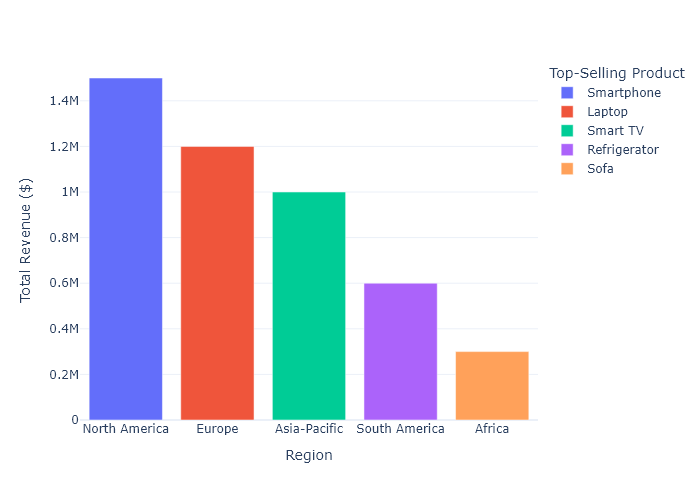 Top-Selling Product
Smartphone
Laptop
Smart TV
Refrigerator
Sofa
Total Revenue ($)
1.4M
1.2M
1M
0.8M
0.6M
0.4M
0.2M
0
North America Europe Asia-Pacific South America Africa
Region